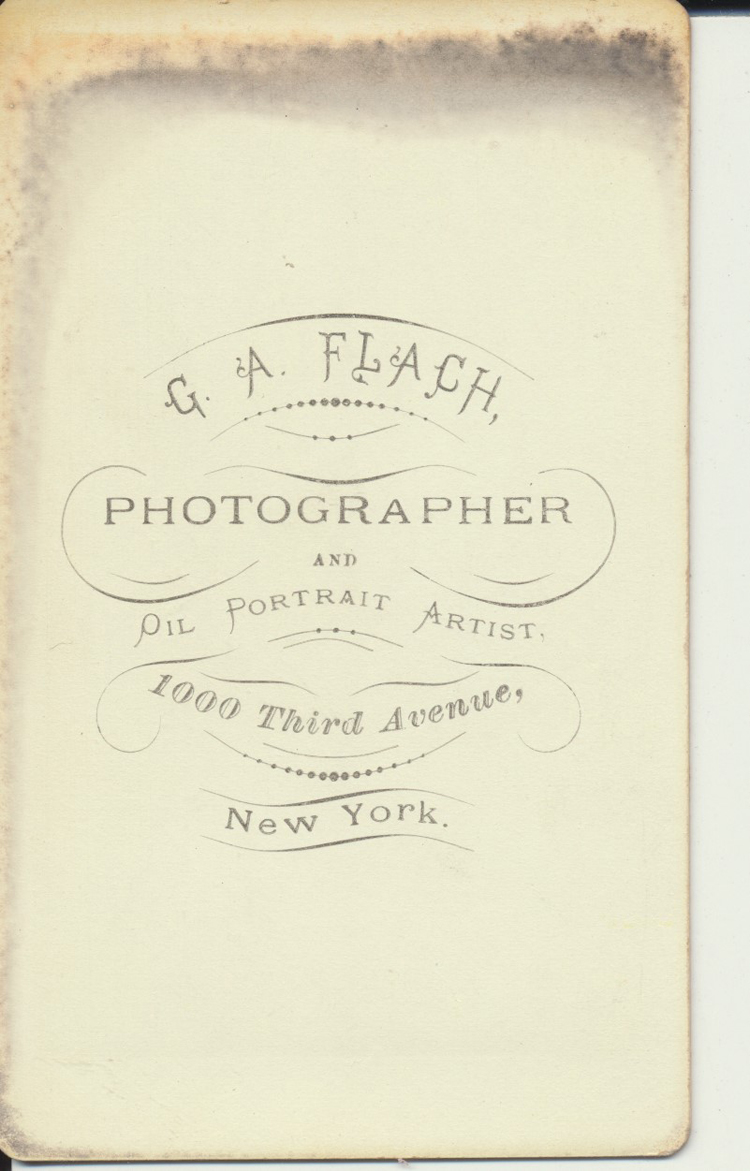 G. A. FLACH,
PHOTOGRAPHER
AND
OIL PORTRAIT ARTIST,
1000 Third Avenue,
New York.